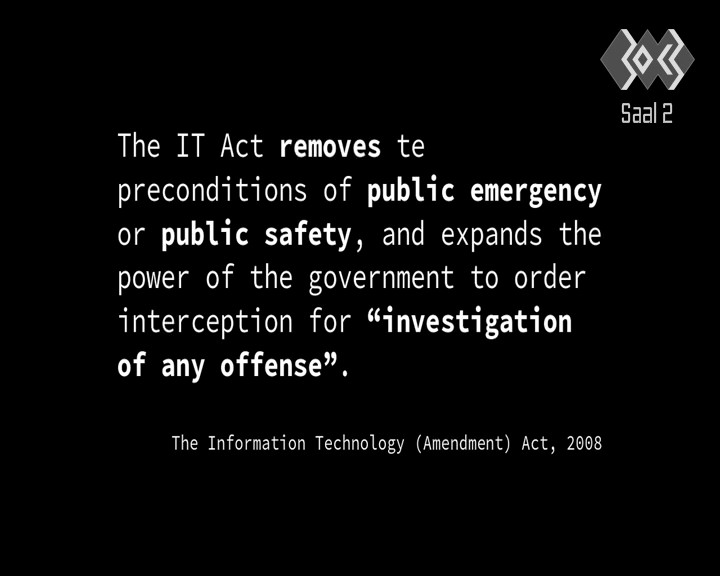 Saal 2
The IT Act removes te
preconditions of public emergency
or public safety, and expands the
power of the government to order
interception for “investigation
of any offense”.
The Information Technology (Amendment) Act, 2008